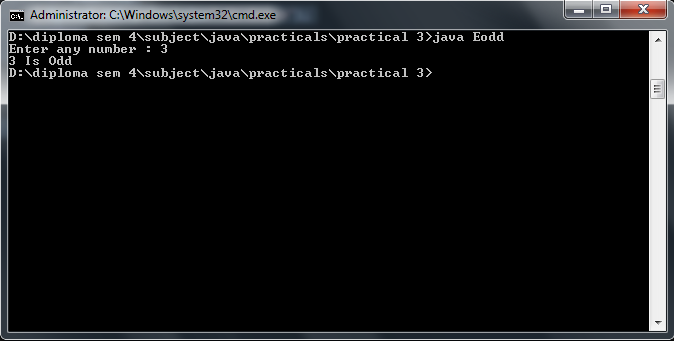 Administrator: C:\Windows\system32\cmd.exe
D:\diploma sem 4\subject\java\practicals\practical 3>java Eodd
Enter any number : 3
3 Is Odd
D:\diploma sem 4\subject\java\practicals\practical 3>